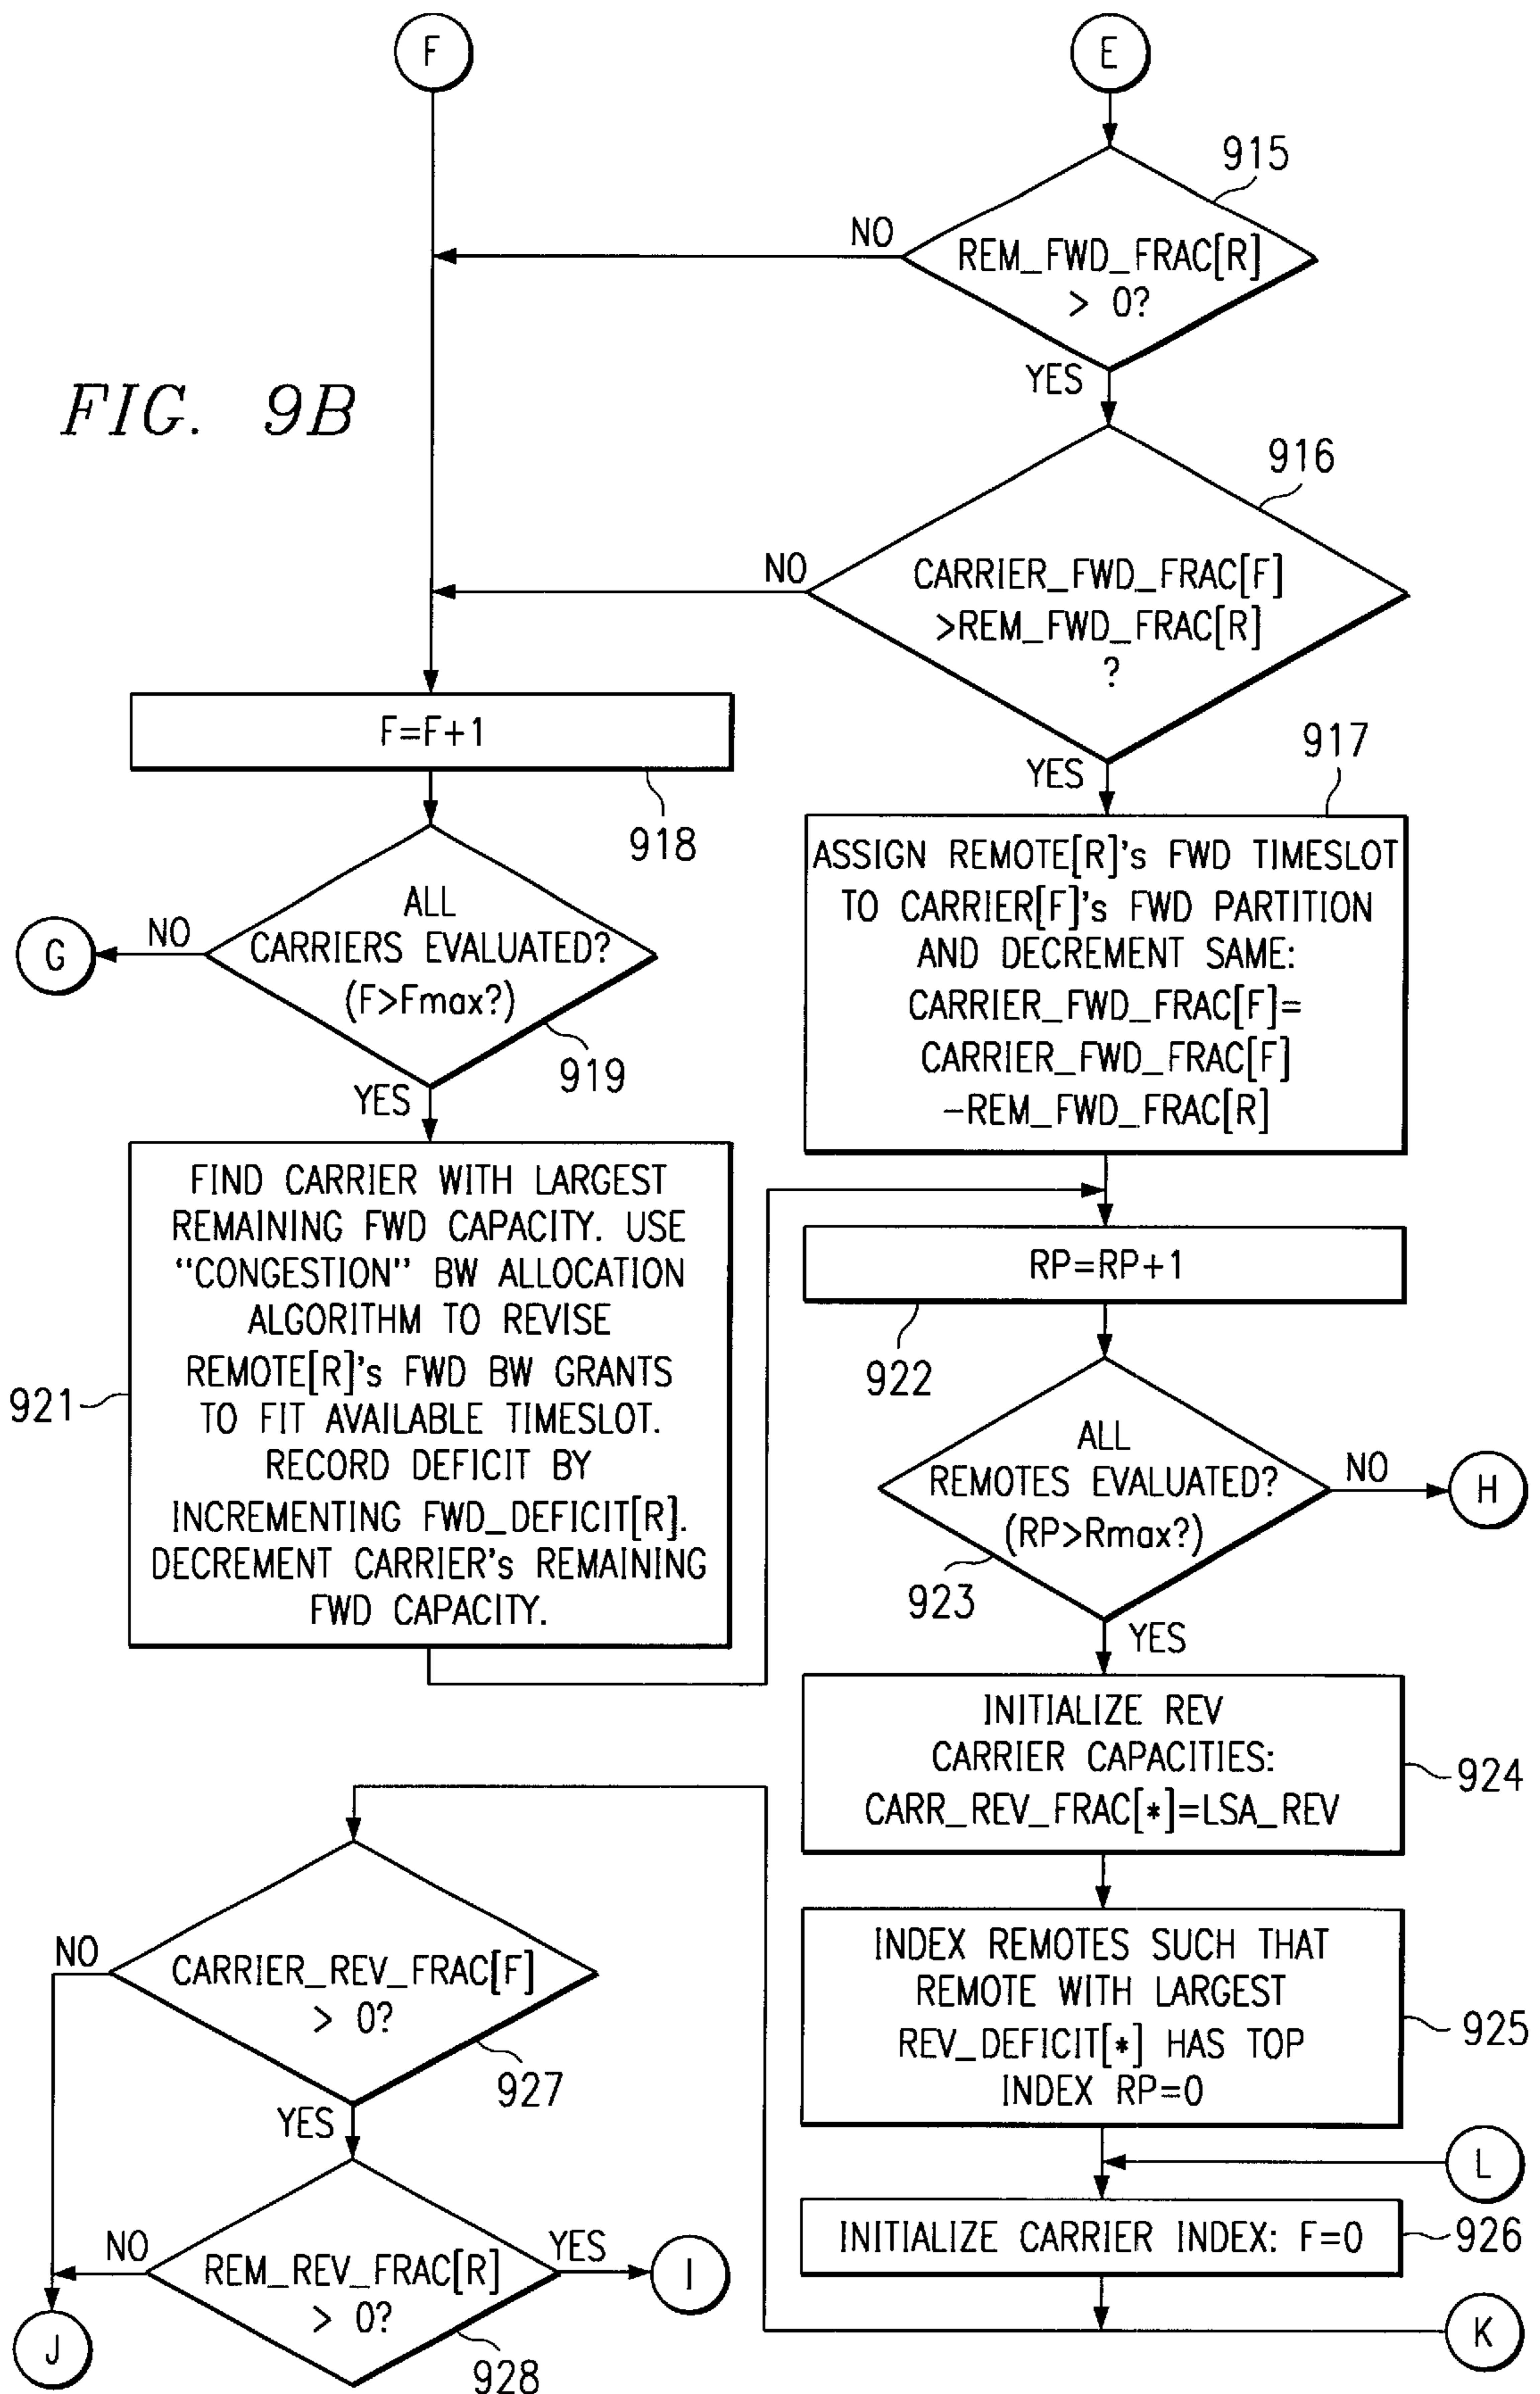 F
E
915
NO
REM_FWD_FRAC[R]
> 0?
YES
FIG. 9B
916
NO
CARRIER_FWD_FRAC[F]
>REM_FWD_FRAC[R]
?
YES
917
F=F+1
918
ASSIGN REMOTE[R]'s FWD TIMESLOT
TO CARRIER[F]'s FWD PARTITION
AND DECREMENT SAME:
CARRIER_FWD_FRAC[F]=
CARRIER_FWD_FRAC[F]
-REM_FWD_FRAC[R]
ALL
CARRIERS EVALUATED?
(F>Fmax?)
NO
G
919
YES
FIND CARRIER WITH LARGEST
REMAINING FWD CAPACITY. USE
"CONGESTION" BW ALLOCATION
ALGORITHM TO REVISE
REMOTE[R]'s FWD BW GRANTS
TO FIT AVAILABLE TIMESLOT.
RECORD DEFICIT BY
INCREMENTING FWD_DEFICIT[R].
DECREMENT CARRIER's REMAINING
FWD CAPACITY.
921
RP=RP+1
922
ALL
REMOTES EVALUATED?
(RP>Rmax?)
NO
H
923
YES
INITIALIZE REV
CARRIER CAPACITIES:
CARR_REV_FRAC[*]=LSA_REV
924
INDEX REMOTES SUCH THAT
REMOTE WITH LARGEST
REV_DEFICIT[*] HAS TOP
INDEX RP=0
925
L
INITIALIZE CARRIER INDEX: F=0
926
K
NO
CARRIER_REV_FRAC[F]
> 0?
927
YES
NO
REM_REV_FRAC[R]
> 0?
YES
I
928
J